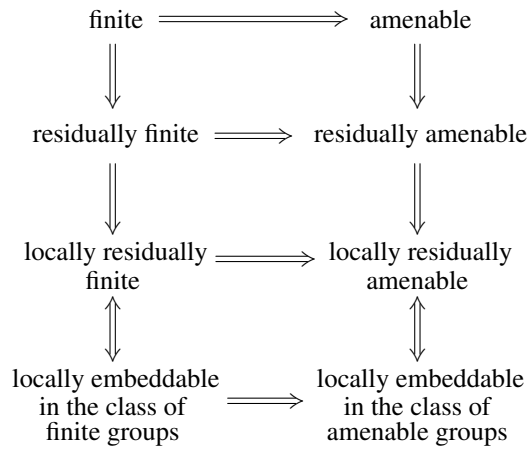 finite amenable
residually finite residually amenable
locally residually locally residually
finite amenable
locally embeddable locally embeddable
in the class of in the class of
finite groups amenable groups